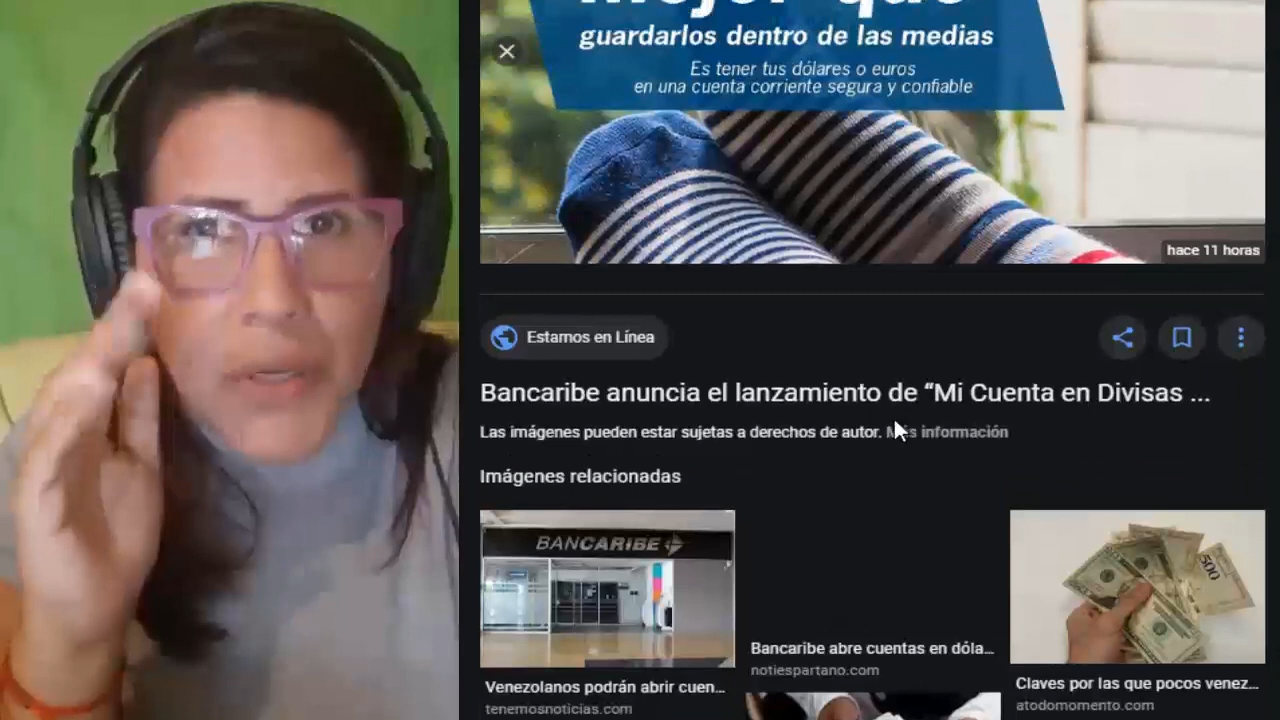 Mejor que
guardarlos dentro de las medias
Es tener tus dólares o euros
en una cuenta corriente segura y confiable
hace 11 horas
Estamos en Línea
Bancaribe anuncia el lanzamiento de “Mi Cuenta en Divisas ...
Las imágenes pueden estar sujetas a derechos de autor. Más información
Imágenes relacionadas
BANCARIBE
500
Bancaribe abre cuentas en dóla...
notiespartano.com
Venezolanos podrán abrir cuen...
tenemosnoticias.com
Claves por las que pocos venez...
atodomomento.com